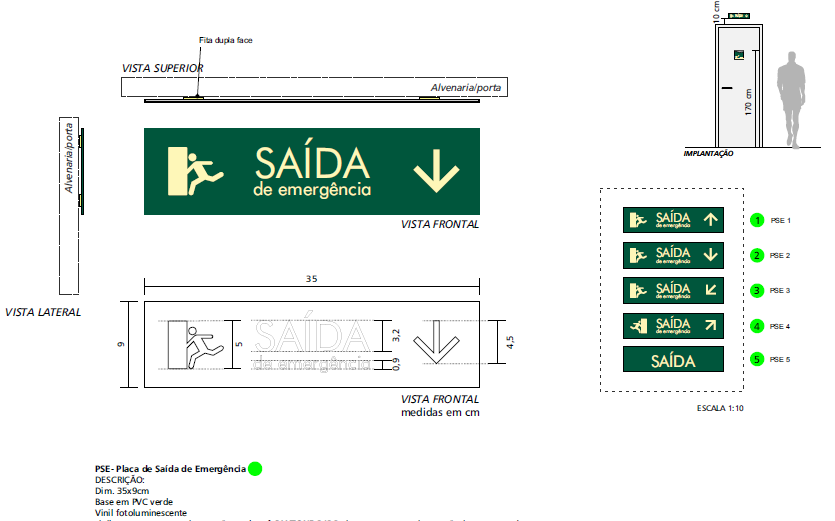 Fita dupla face
VISTA SUPERIOR
Alvenaria/porta
Alvenaria/porta
SAÍDA
de emergência
VISTA FRONTAL
VISTA LATERAL
35
9
5
SAÍDA
de emergência
3,2
0,9
4,5
VISTA FRONTAL
medidas em cm
10 cm
170 cm
IMPLANTAÇÃO
SAÍDA
de emergência
1 PSE 1
SAÍDA
de emergência
2 PSE 2
SAÍDA
de emergência
3 PSE 3
SAÍDA
de emergência
4 PSE 4
SAÍDA
5 PSE 5
ESCALA 1:10
PSE- Placa de Saída de Emergência
DESCRIÇÃO:
Dim. 35x9cm
Base em PVC verde
Vinil fotoluminescente